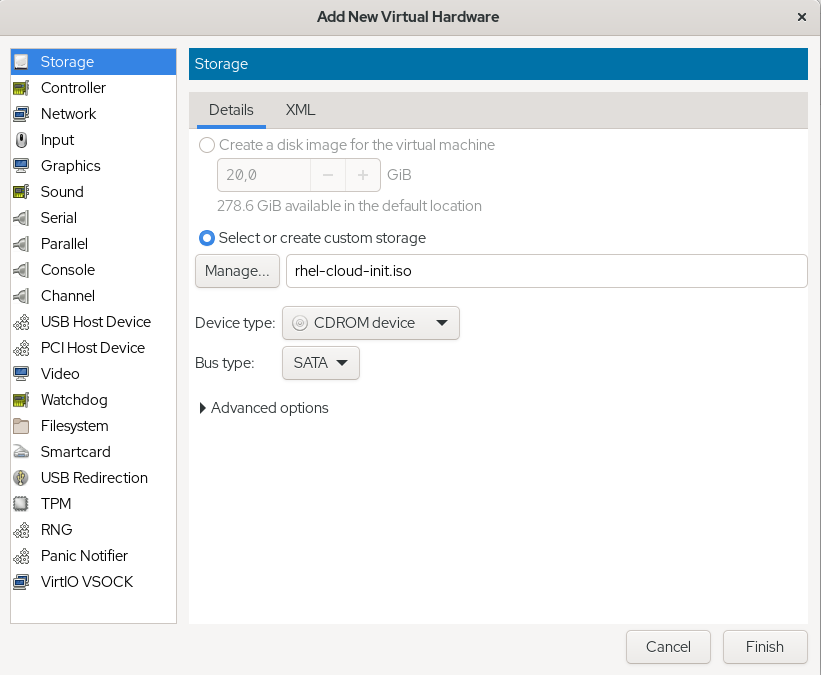 Add New Virtual Hardware
Storage
Controller
Network
Input
Graphics
Sound
Serial
Parallel
Console
Channel
USB Host Device
PCI Host Device
Video
Watchdog
Filesystem
Smartcard
USB Redirection
TPM
RNG
Panic Notifier
VirtIO VSOCK
Storage
Details XML
Create a disk image for the virtual machine
20,0 − + GiB
278.6 GiB available in the default location
Select or create custom storage
Manage... rhel-cloud-init.iso
Device type: CDROM device
Bus type: SATA
Advanced options
Cancel Finish